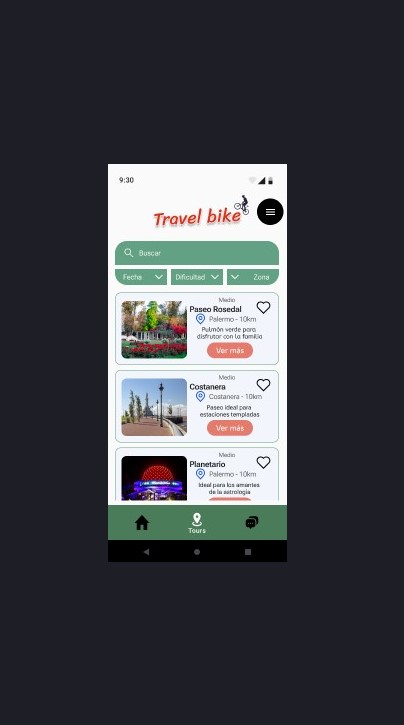 9:30
Travel bike
Buscar
Fecha
Dificultad
Zona
Medio
Paseo Rosedal
Palermo - 10km
Pulmón verde para
disfrutar con la familia
Ver más
Medio
Costanera
Costanera - 10km
Paseo ideal para
estaciones templadas
Ver más
Medio
Planetario
Palermo - 10km
Ideal para los amantes
de la astrologia
Tours